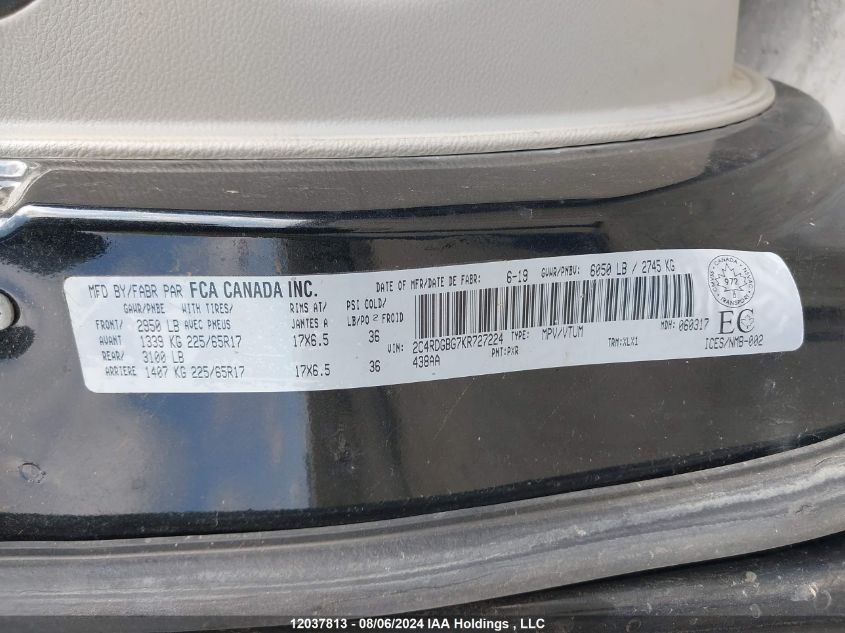 MFD BY/FABR PAR FCA CANADA INC. DATE OF MFR/DATE DE FABR: 6-19 GVWR/PNBV: 6050 LB / 2745 KG
GAWR/PNBE WITH TIRES/ RIMS AT/ PSI COLD/
FRONT/ 2950 LB AVEC PNEUS JANTES A LB/PO² FROID
AVANT 1339 KG 225/65R17 17X6.5 36
REAR/ 3100 LB
ARRIERE 1407 KG 225/65R17 17X6.5 36
MDH: 060317
VIN: 2C4RDGBG7KR727224 TYPE: MPV/VTUM ICES/NMB-002
438AA PNT: PXR TRM: XLX1
CANADA
972
TRANSPORT
EC
12037813 - 08/06/2024 IAA Holdings , LLC